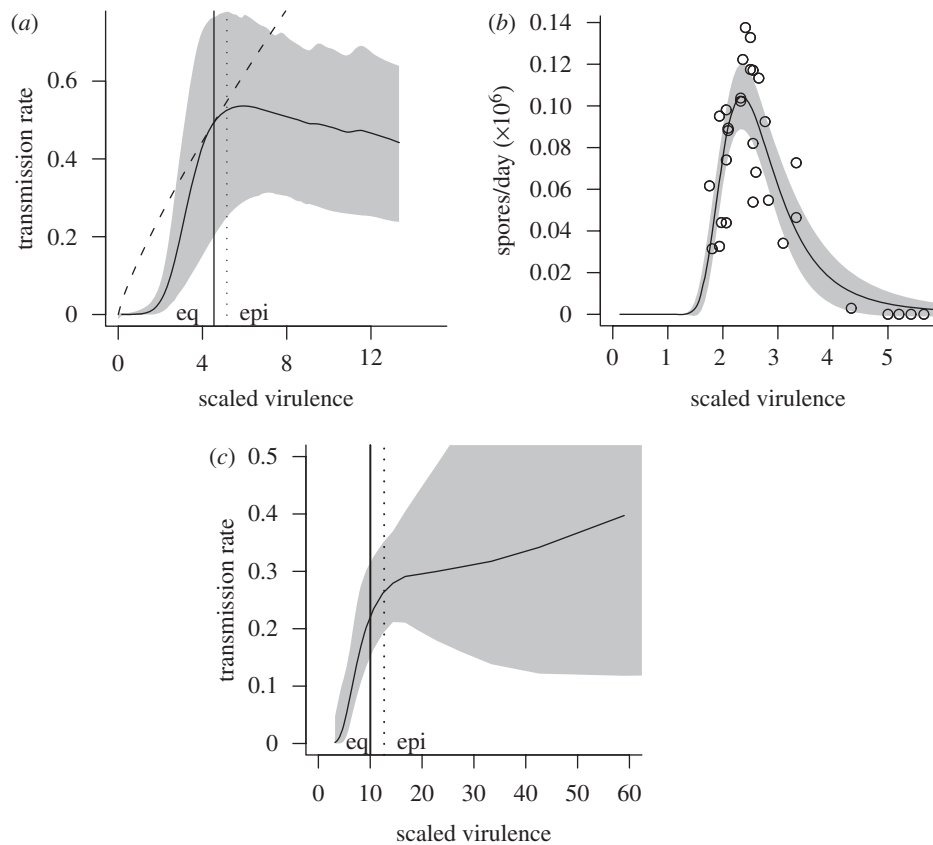 (a)
transmission rate
0.6
0.4
0.2
0
eq epi
0 4 8 12
scaled virulence
(b)
spores/day (×10⁶)
0.14
0.12
0.10
0.08
0.06
0.04
0.02
0
0 1 2 3 4 5
scaled virulence
(c)
transmission rate
0.5
0.4
0.3
0.2
0.1
0
eq epi
0 10 20 30 40 50 60
scaled virulence